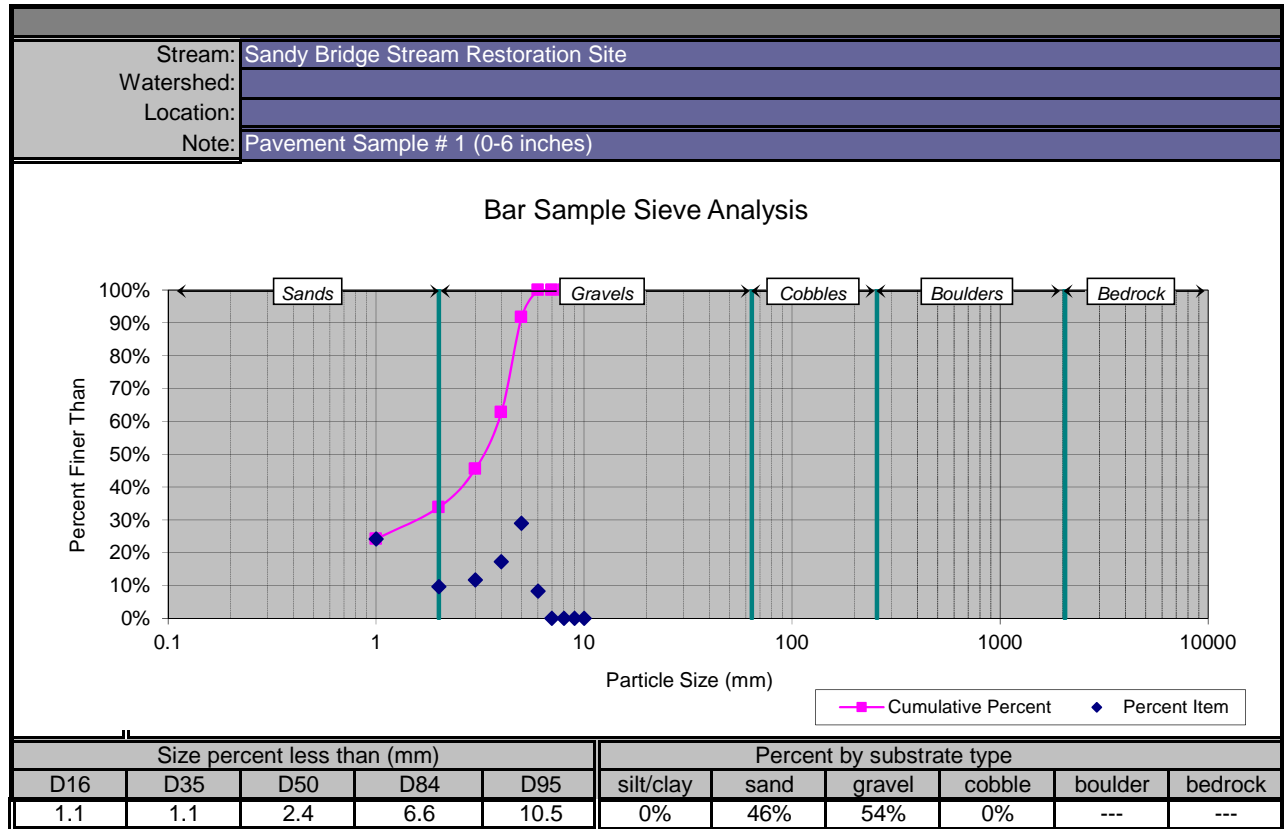 Stream: Sandy Bridge Stream Restoration Site
Watershed:
Location:
Note: Pavement Sample # 1 (0-6 inches)
Bar Sample Sieve Analysis
Sands Gravels Cobbles Boulders Bedrock
100%
90%
80%
70%
60%
50%
40%
30%
20%
10%
0%
Percent Finer Than
0.1 1 10 100 1000 10000
Particle Size (mm)
Cumulative Percent Percent Item
Size percent less than (mm) Percent by substrate type
D16 D35 D50 D84 D95 silt/clay sand gravel cobble boulder bedrock
1.1 1.1 2.4 6.6 10.5 0% 46% 54% 0% --- ---